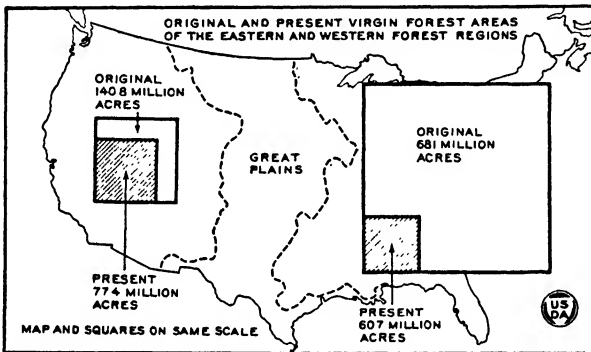 ORIGINAL AND PRESENT VIRGIN FOREST AREAS
OF THE EASTERN AND WESTERN FOREST REGIONS
ORIGINAL
140 8 MILLION
ACRES
GREAT
PLAINS
ORIGINAL
681 MILLION
ACRES
PRESENT
774 MILLION
ACRES
PRESENT
607 MILLION
ACRES
MAP AND SQUARES ON SAME SCALE
US
DA